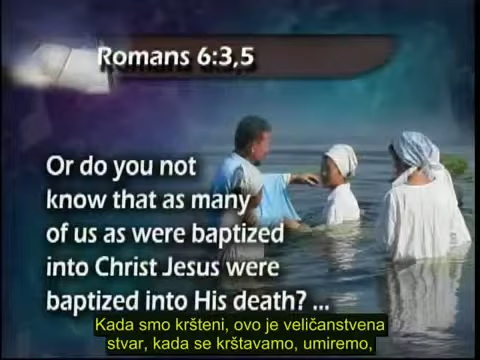 Romans 6:3,5
Or do you not
know that as many
of us as were baptized
into Christ Jesus were
baptized into His death? ...
Kada smo kršteni, ovo je veličanstvena
stvar, kada se krštavamo, umiremo,